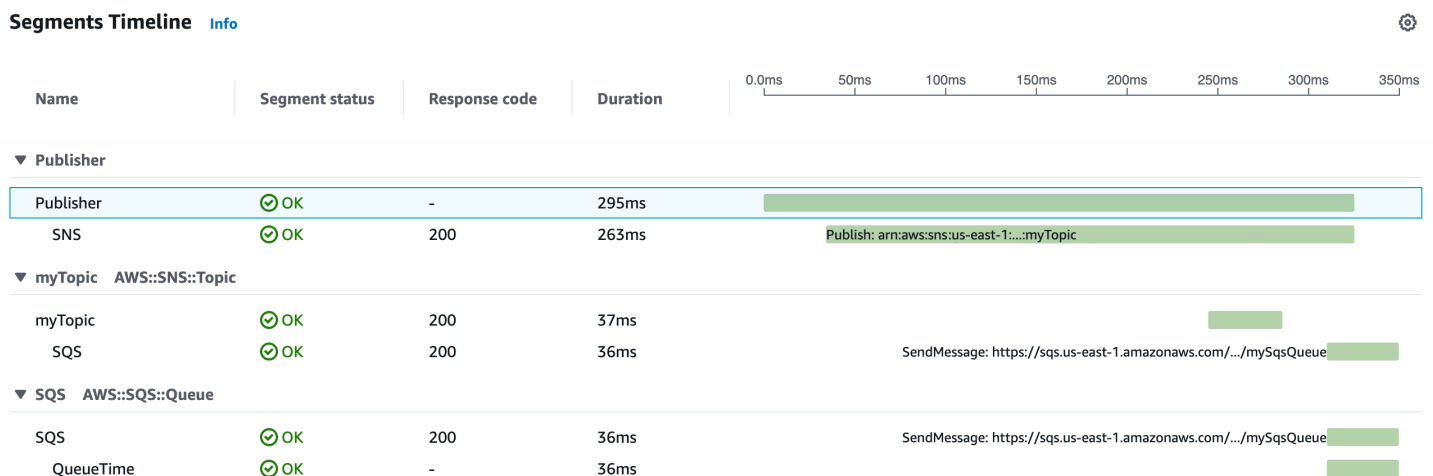 Segments Timeline Info
0.0ms 50ms 100ms 150ms 200ms 250ms 300ms 350ms
Name Segment status Response code Duration
Publisher
Publisher OK - 295ms
SNS OK 200 263ms Publish: arn:aws:sns:us-east-1:...:myTopic
myTopic AWS::SNS::Topic
myTopic OK 200 37ms
SQS OK 200 36ms SendMessage: https://sqs.us-east-1.amazonaws.com/.../mySqsQueue
SQS AWS::SQS::Queue
SQS OK 200 36ms SendMessage: https://sqs.us-east-1.amazonaws.com/.../mySqsQueue
QueueTime OK - 36ms